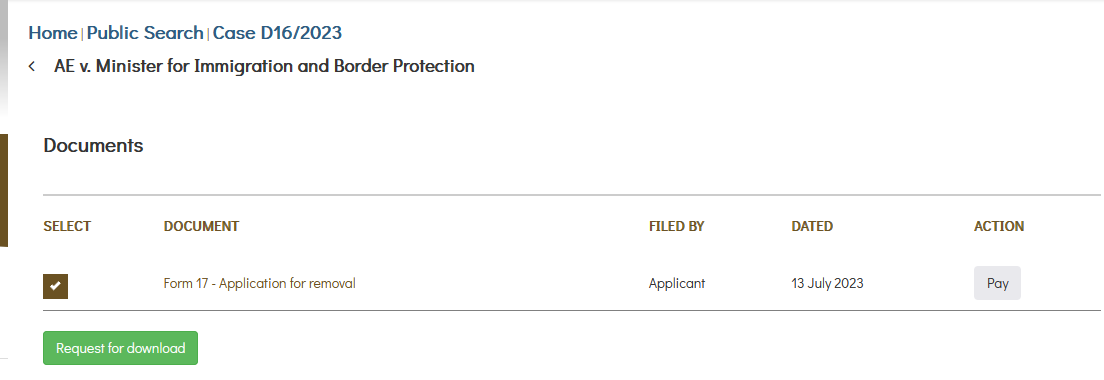 Home | Public Search | Case D16/2023
< AE v. Minister for Immigration and Border Protection
Documents
SELECT DOCUMENT FILED BY DATED ACTION
Form 17 - Application for removal Applicant 13 July 2023 Pay
Request for download